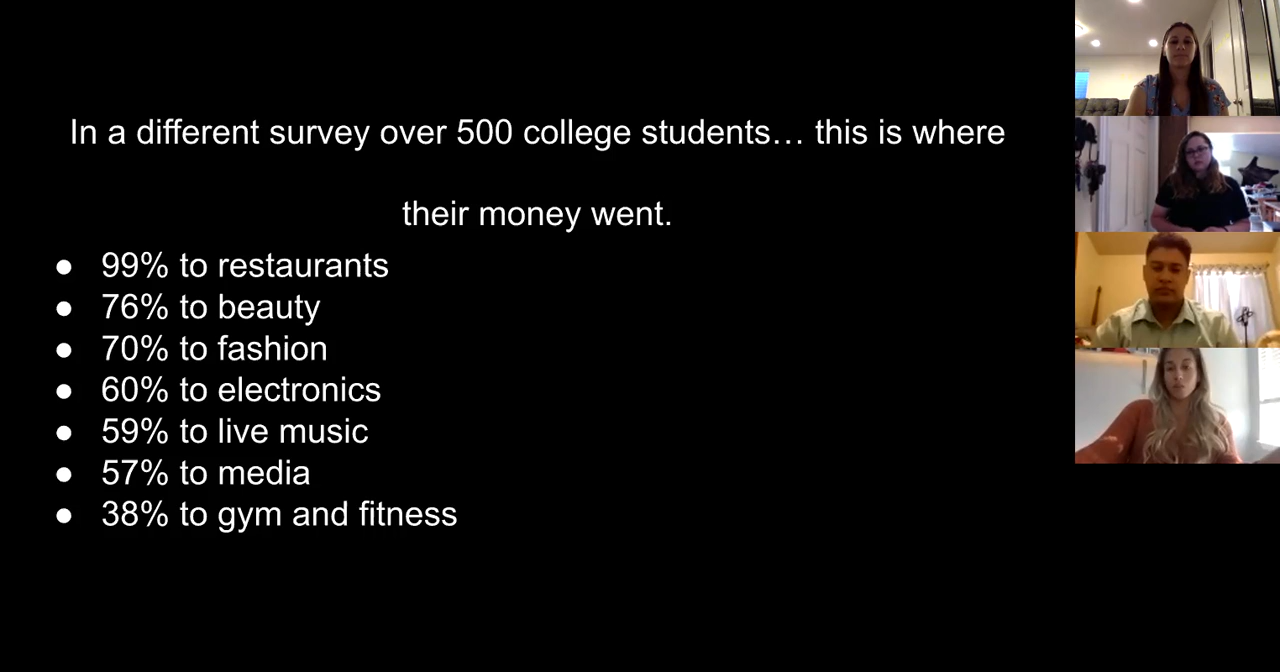 In a different survey over 500 college students… this is where
their money went.
● 99% to restaurants
● 76% to beauty
● 70% to fashion
● 60% to electronics
● 59% to live music
● 57% to media
● 38% to gym and fitness